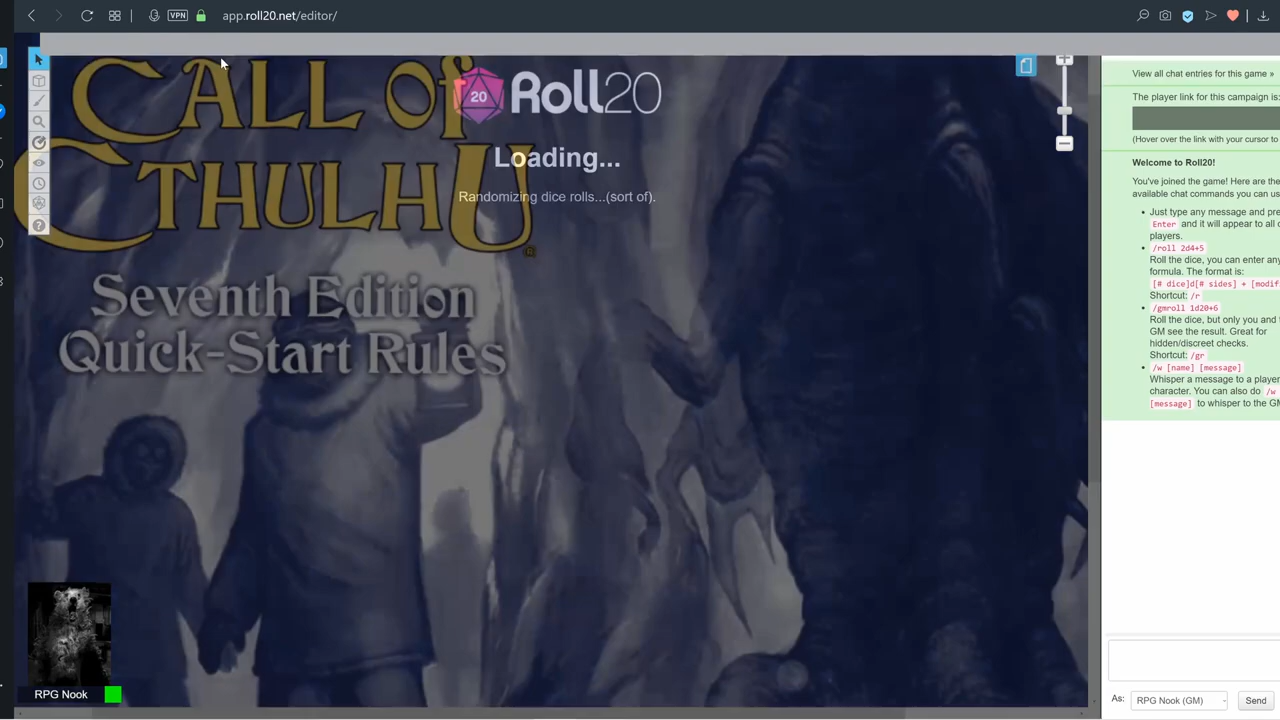 VPN
app.roll20.net/editor/
CALL of
CTHULHU
®
Seventh Edition
Quick-Start Rules
20
Roll20
Loading...
Randomizing dice rolls...(sort of).
View all chat entries for this game »
The player link for this campaign is:
(Hover over the link with your cursor to
Welcome to Roll20!
You've joined the game! Here are the
available chat commands you can us
• Just type any message and pre
Enter and it will appear to all o
players.
• /roll 2d4+5
Roll the dice, you can enter any
formula. The format is:
[# dice]d[# sides] + [modif
Shortcut: /r
• /gmroll 1d20+6
Roll the dice, but only you and t
GM see the result. Great for
hidden/discreet checks.
Shortcut: /gr
• /w [name] [message]
Whisper a message to a player
character. You can also do /w
[message] to whisper to the GM
RPG Nook
As:
RPG Nook (GM)
Send